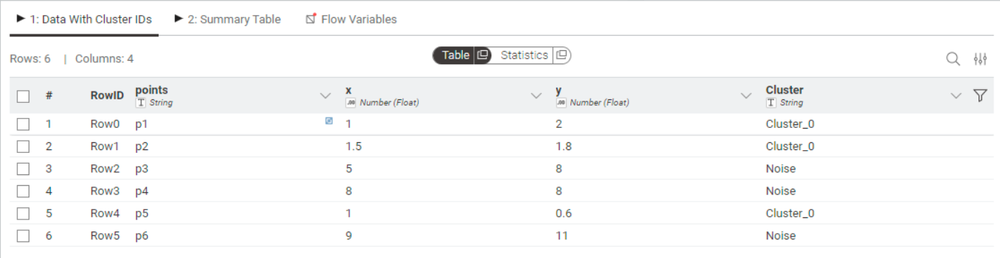 1: Data With Cluster IDs 2: Summary Table Flow Variables
Rows: 6 | Columns: 4 Table Statistics
# RowID points x y Cluster
T String .00 Number (Float) .00 Number (Float) T String
1 Row0 p1 1 2 Cluster_0
2 Row1 p2 1.5 1.8 Cluster_0
3 Row2 p3 5 8 Noise
4 Row3 p4 8 8 Noise
5 Row4 p5 1 0.6 Cluster_0
6 Row5 p6 9 11 Noise